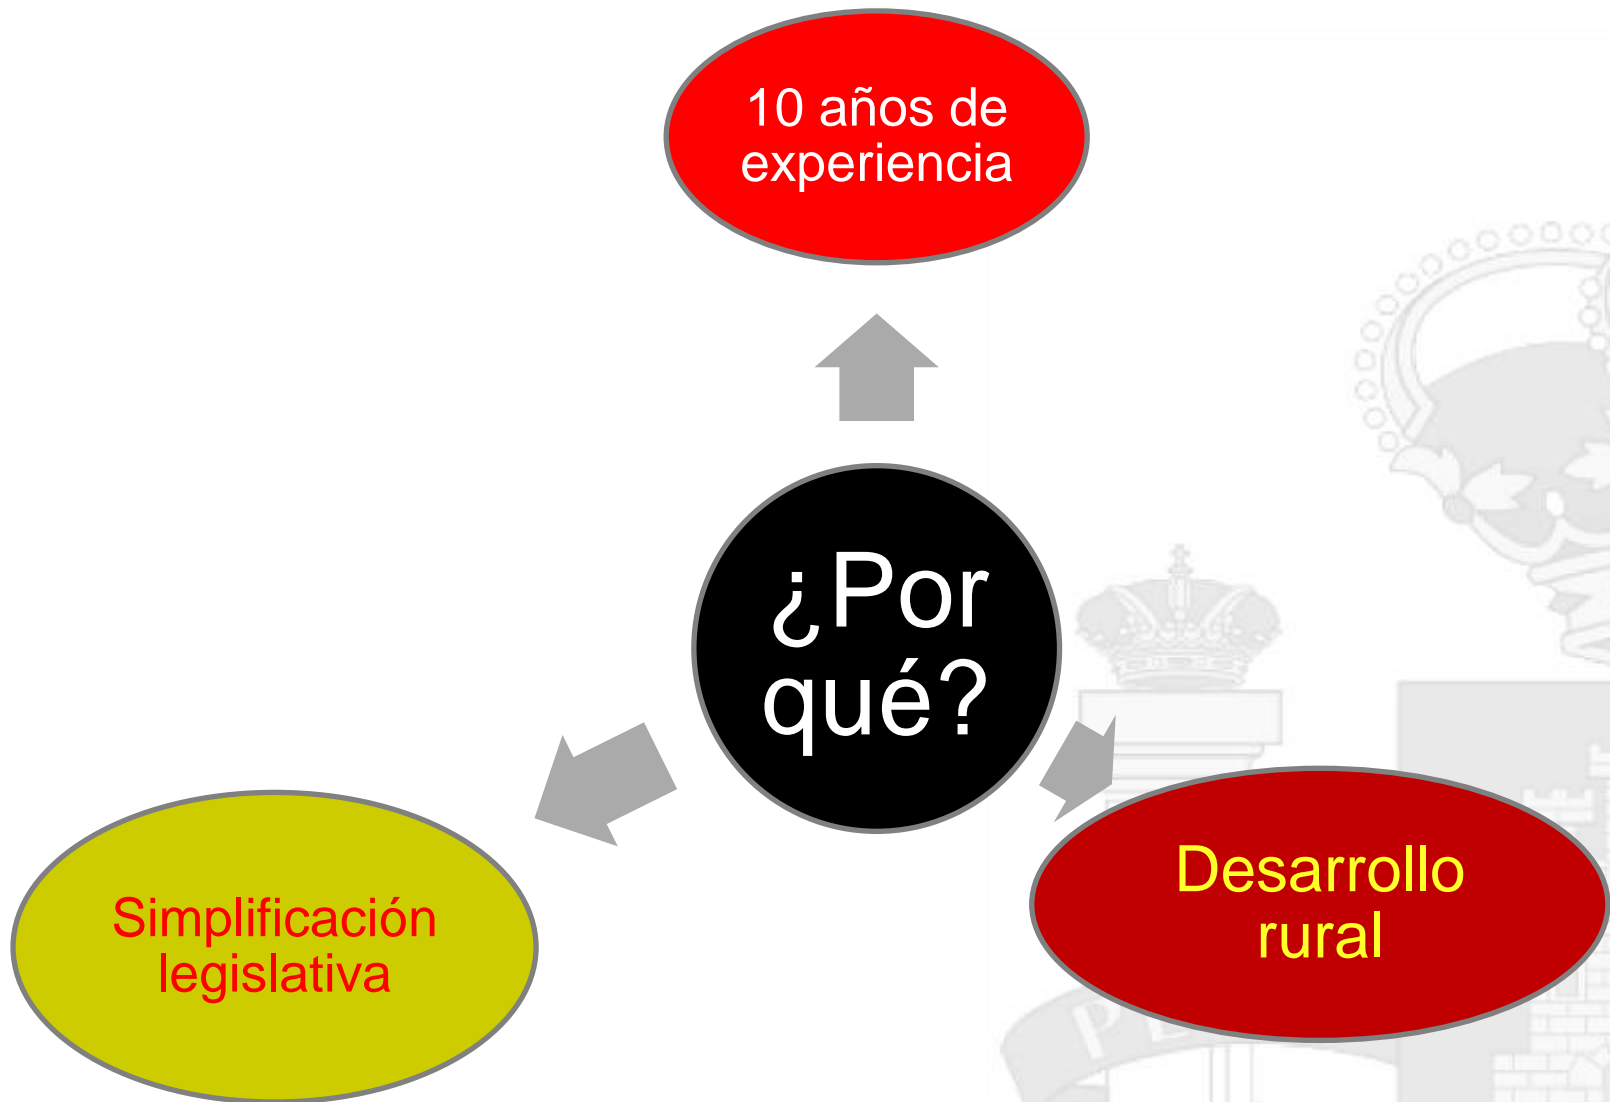 10 años de
experiencia
¿Por
qué?
Simplificación
legislativa
Desarrollo
rural